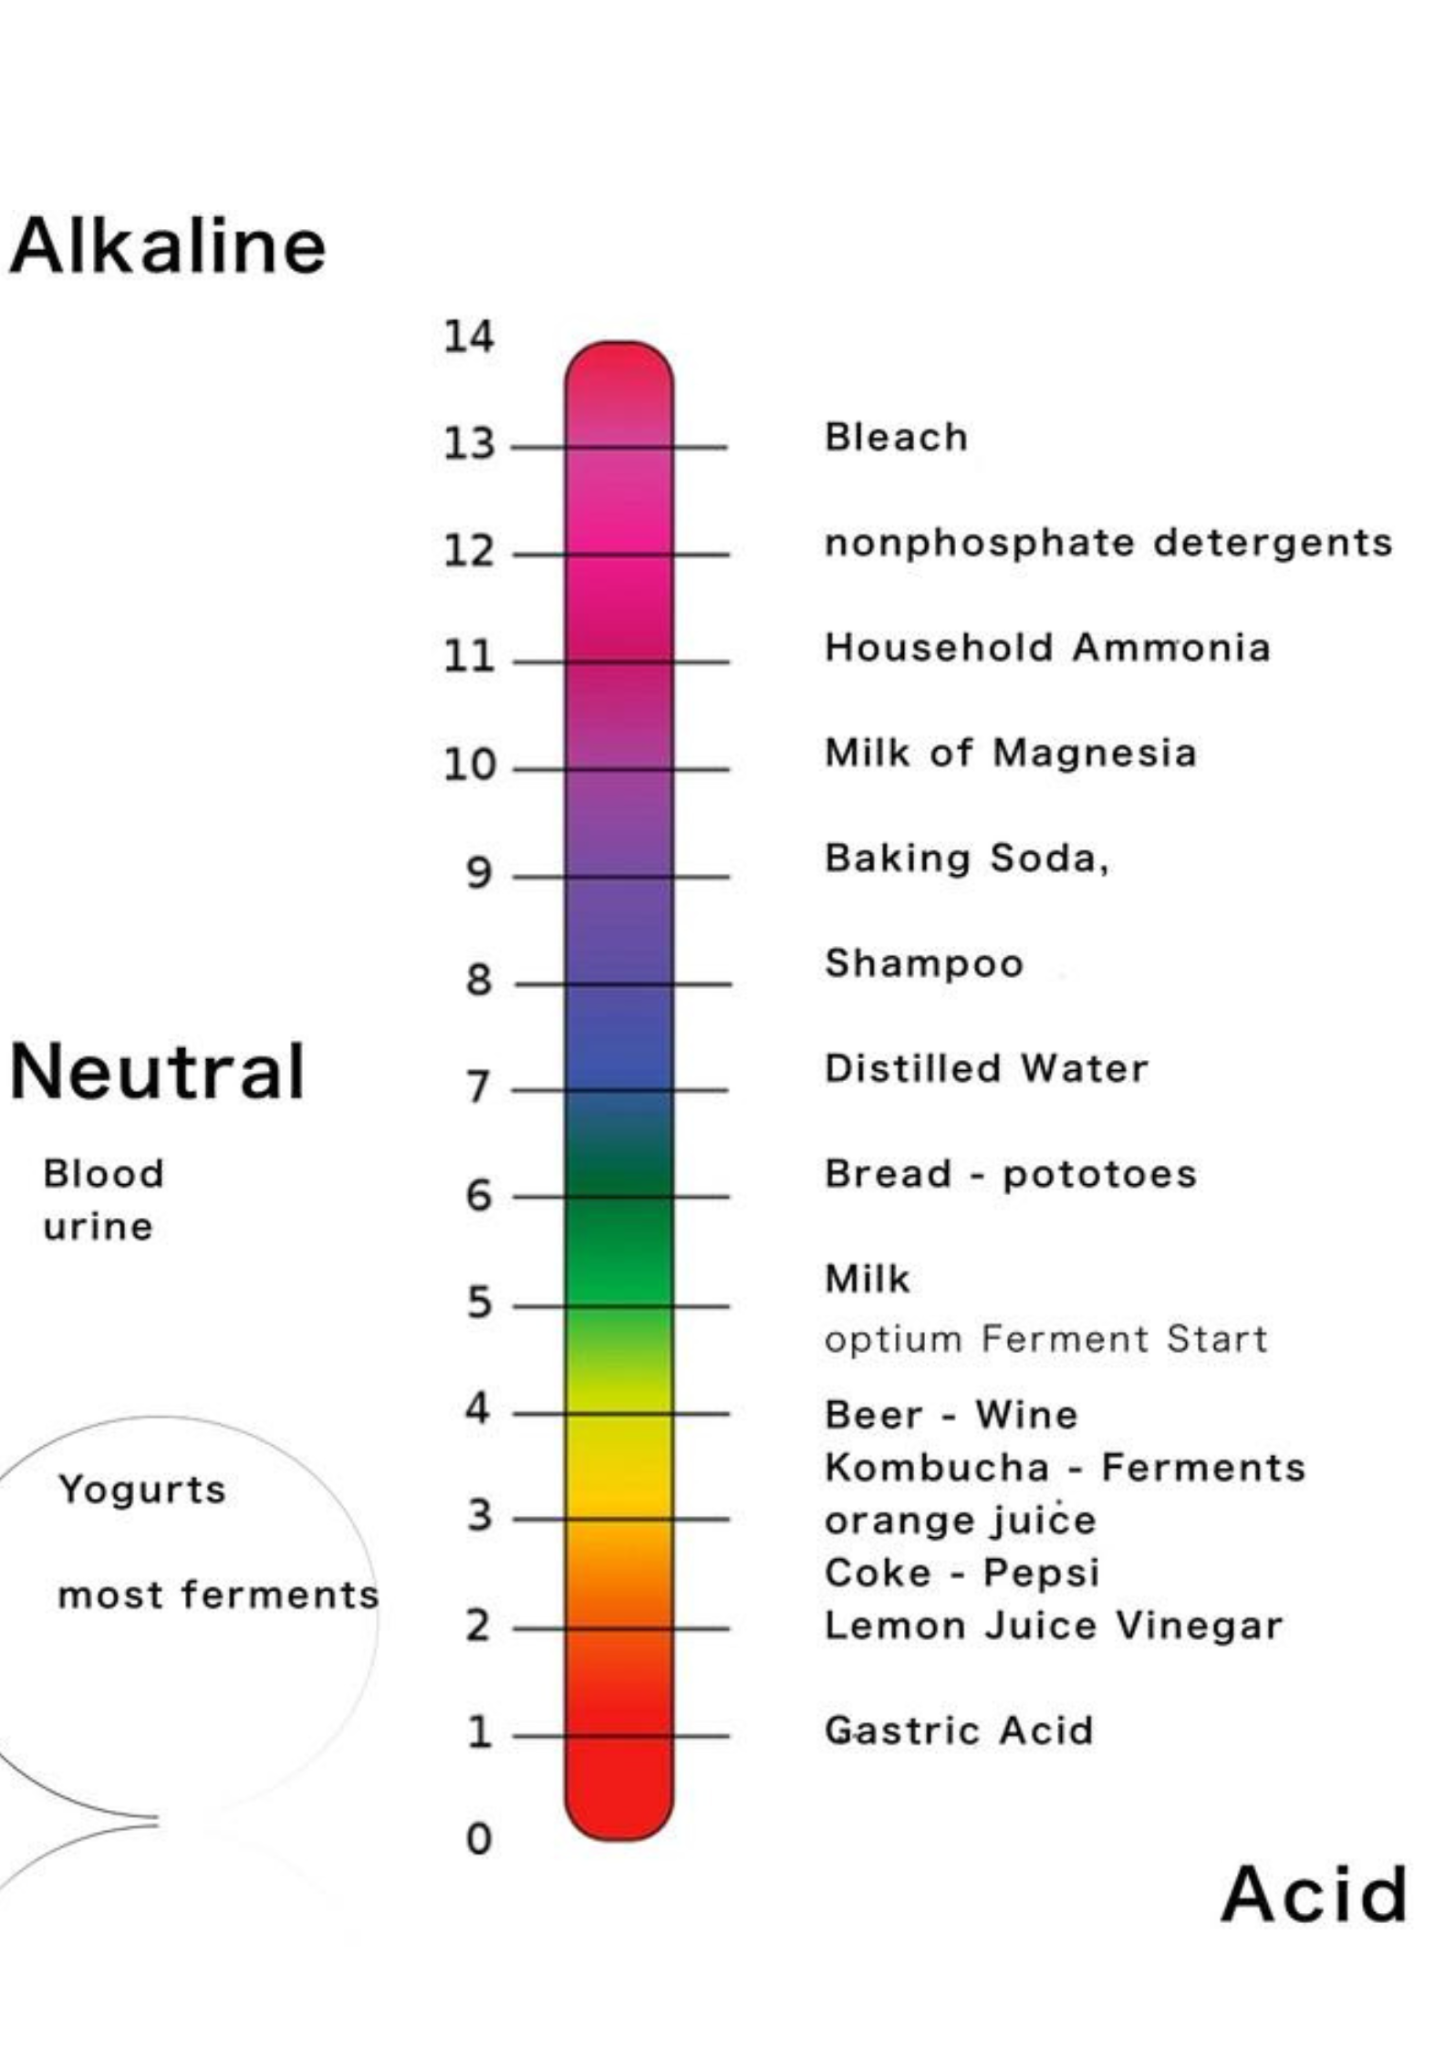 Alkaline
14
13 Bleach
12 nonphosphate detergents
11 Household Ammonia
10 Milk of Magnesia
9 Baking Soda,
8 Shampoo
Neutral
7 Distilled Water
Blood
urine
6 Bread - pototoes
5 Milk
optium Ferment Start
4 Beer - Wine
Kombucha - Ferments
Yogurts
3 orange juice
Coke - Pepsi
most ferments
2 Lemon Juice Vinegar
1 Gastric Acid
0
Acid